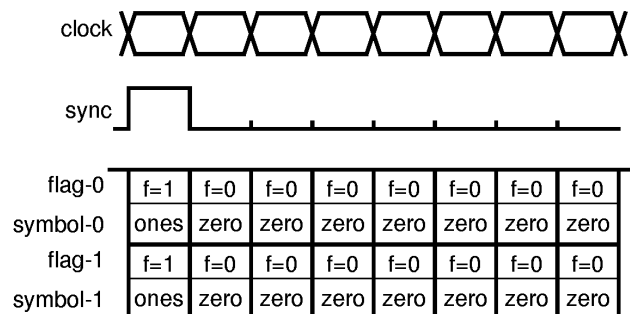 clock
sync
flag-0 f=1 f=0 f=0 f=0 f=0 f=0 f=0 f=0
symbol-0 ones zero zero zero zero zero zero zero
flag-1 f=1 f=0 f=0 f=0 f=0 f=0 f=0 f=0
symbol-1 ones zero zero zero zero zero zero zero